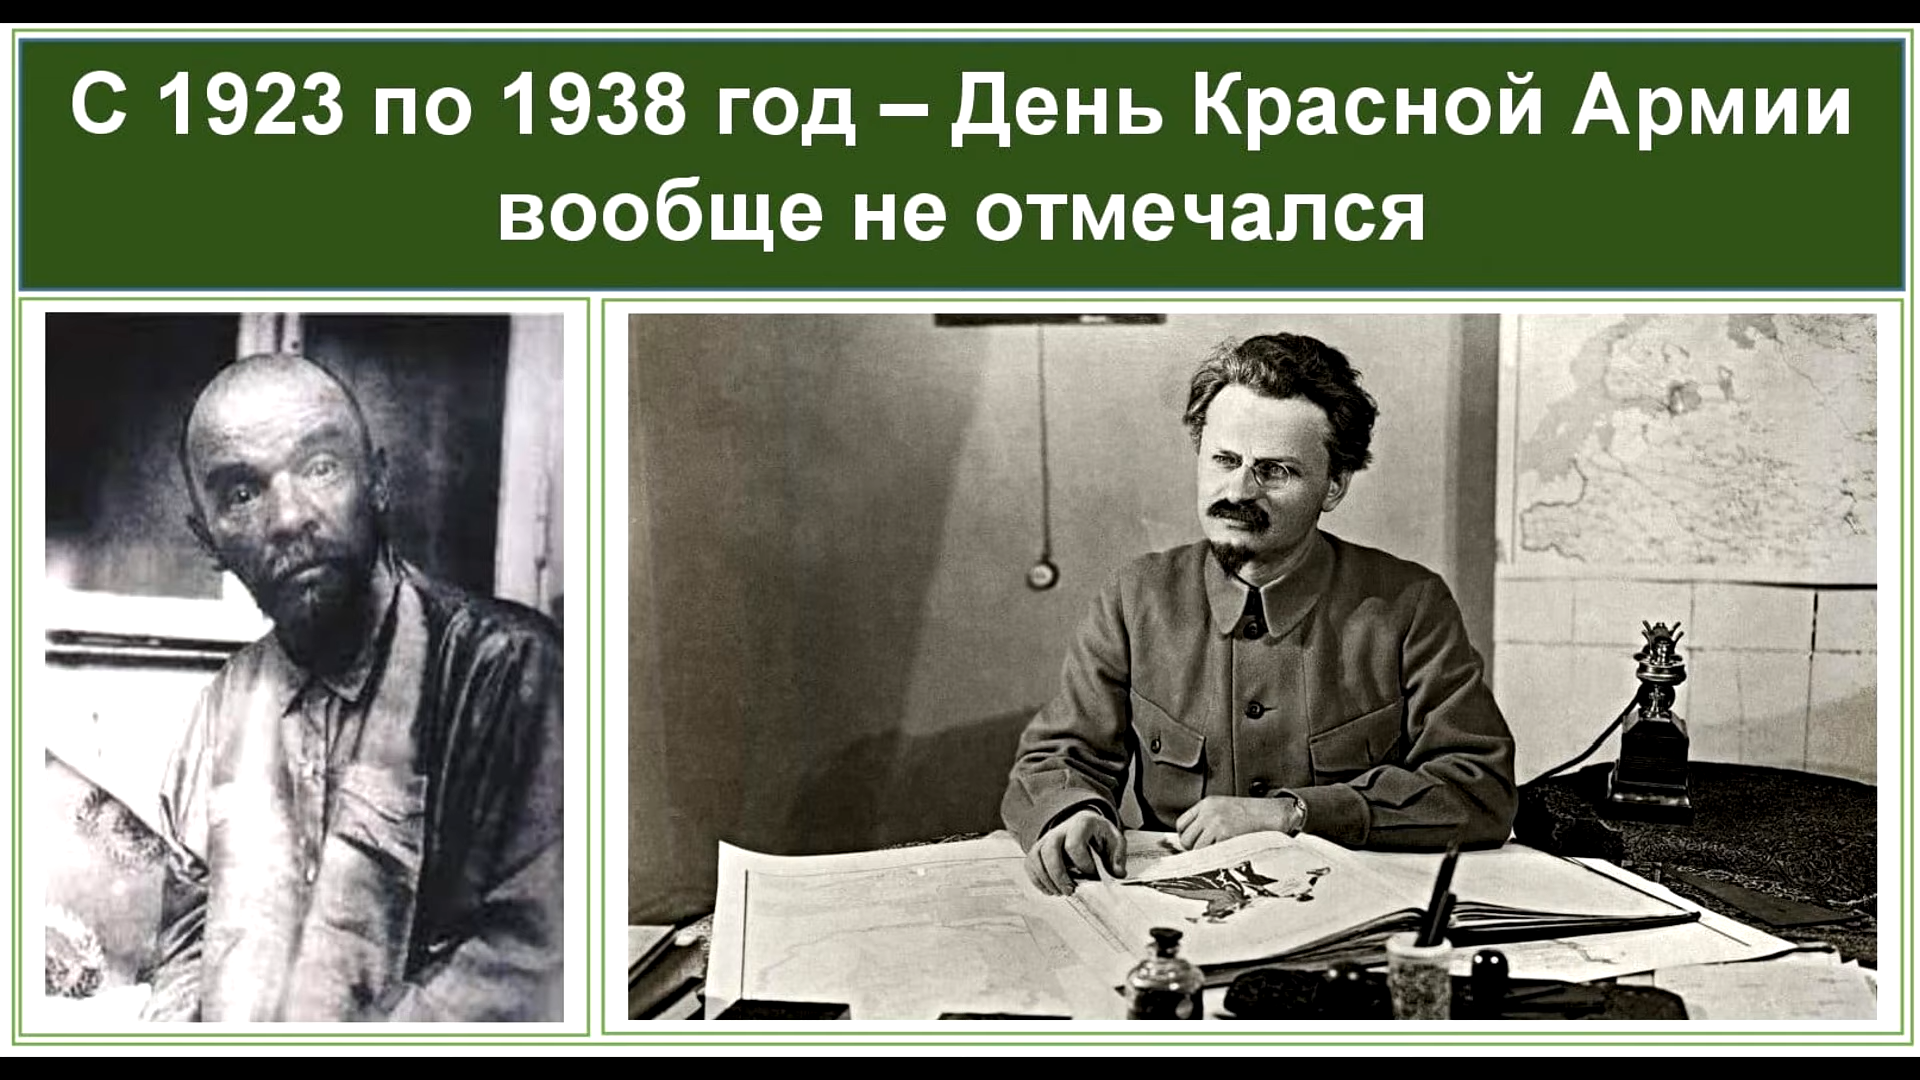 С 1923 по 1938 год – День Красной Армии
вообще не отмечался